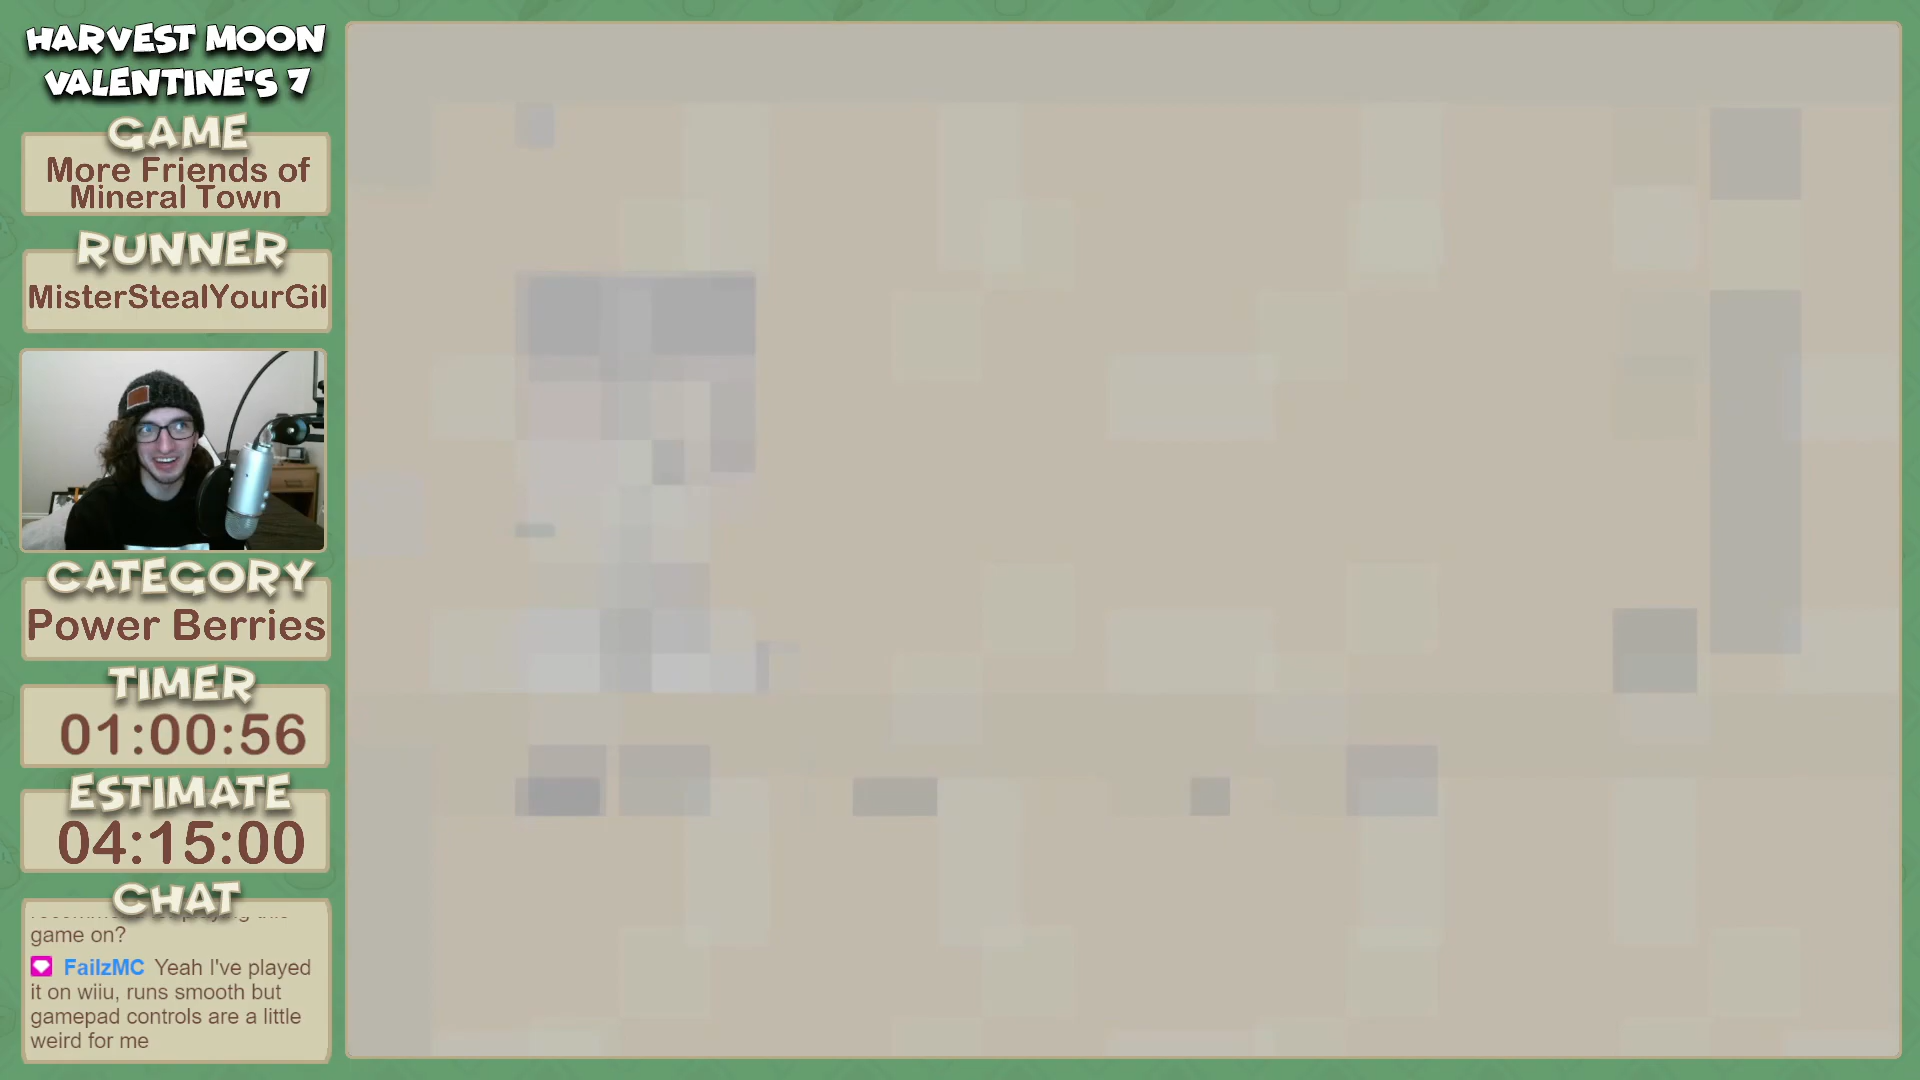 HARVEST MOON
VALENTINE'S 7
GAME
More Friends of
Mineral Town
RUNNER
MisterStealYourGil
CATEGORY
Power Berries
TIMER
01:00:56
ESTIMATE
04:15:00
CHAT
game on?
FailzMC Yeah I've played
it on wiiu, runs smooth but
gamepad controls are a little
weird for me